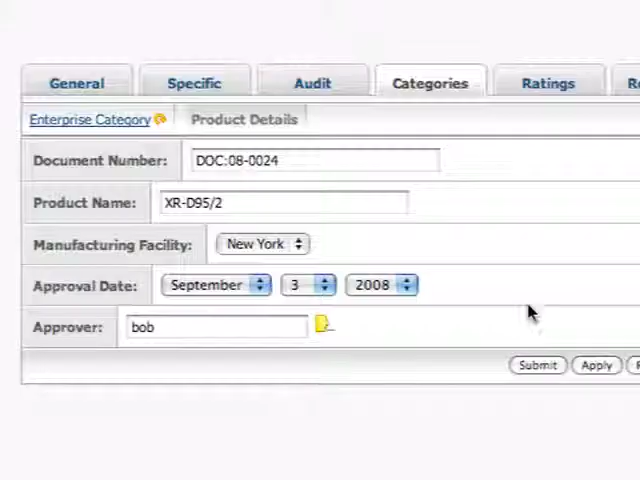 General Specific Audit Categories Ratings
Enterprise Category Product Details
Document Number: DOC:08-0024
Product Name: XR-D95/2
Manufacturing Facility: New York
Approval Date: September 3 2008
Approver: bob
Submit Apply